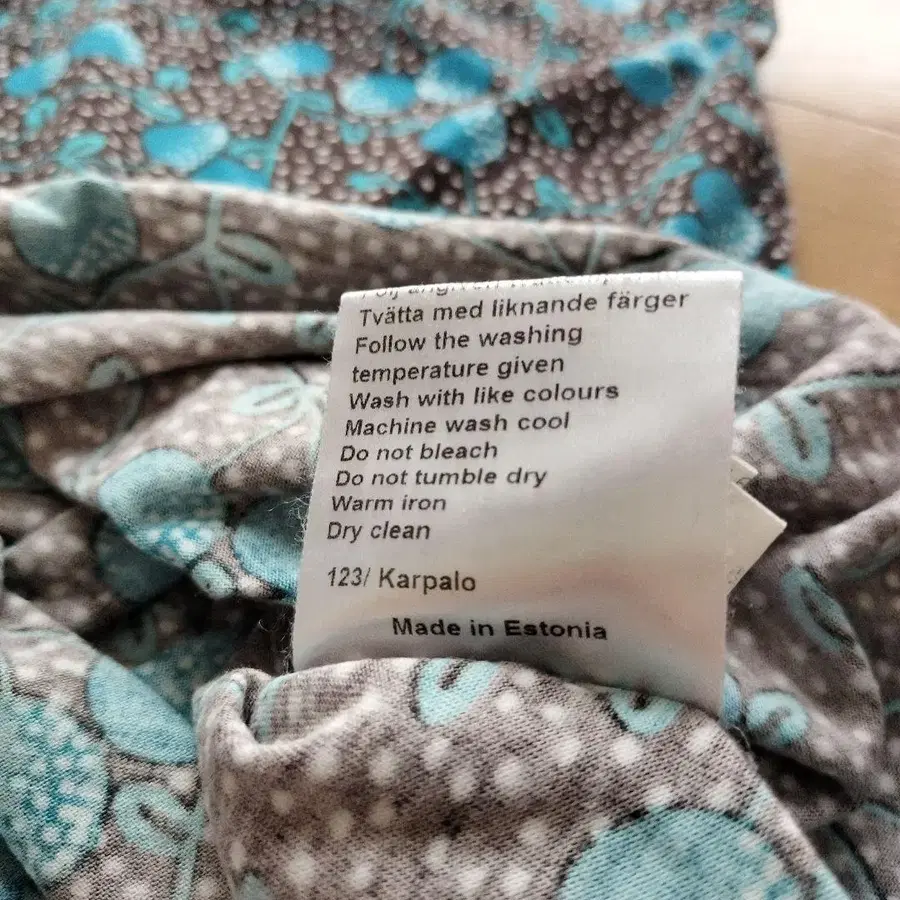 Tvätta med liknande färger
Follow the washing
temperature given
Wash with like colours
Machine wash cool
Do not bleach
Do not tumble dry
Warm iron
Dry clean
123/ Karpalo
Made in Estonia